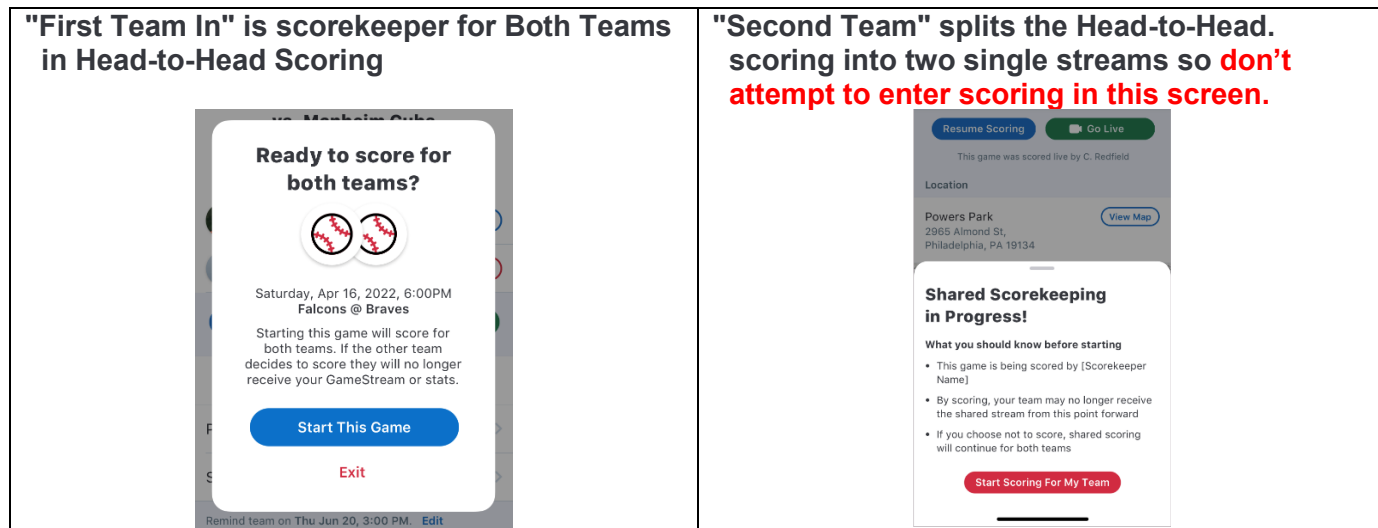 "First Team In" is scorekeeper for Both Teams
in Head-to-Head Scoring
vs. Manheim Cubs
Ready to score for
both teams?
Saturday, Apr 16, 2022, 6:00PM
Falcons @ Braves
Starting this game will score for
both teams. If the other team
decides to score they will no longer
receive your GameStream or stats.
Start This Game
Exit
Remind team on Thu Jun 20, 3:00 PM. Edit
"Second Team" splits the Head-to-Head.
scoring into two single streams so don’t
attempt to enter scoring in this screen.
Resume Scoring
Go Live
This game was scored live by C. Redfield
Location
Powers Park
View Map
2965 Almond St,
Philadelphia, PA 19134
Shared Scorekeeping
in Progress!
What you should know before starting
• This game is being scored by [Scorekeeper
Name]
• By scoring, your team may no longer receive
the shared stream from this point forward
• If you choose not to score, shared scoring
will continue for both teams
Start Scoring For My Team